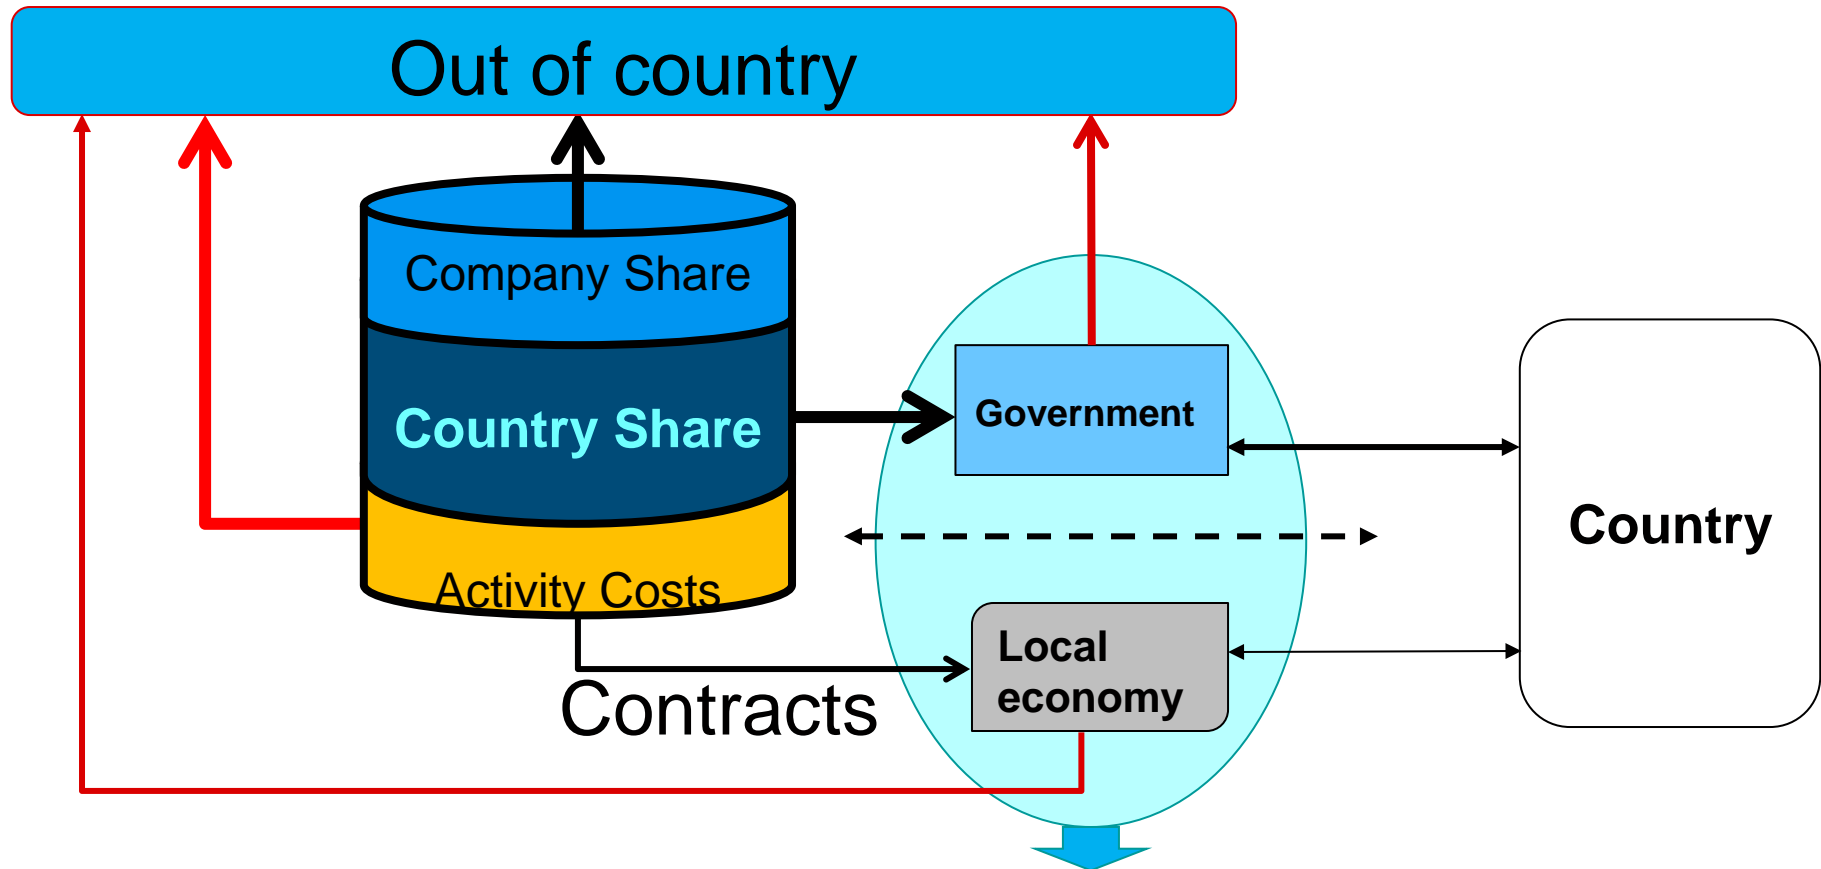 Out of country
Company Share
Country Share
Government
Country
Activity Costs
Local
economy
Contracts